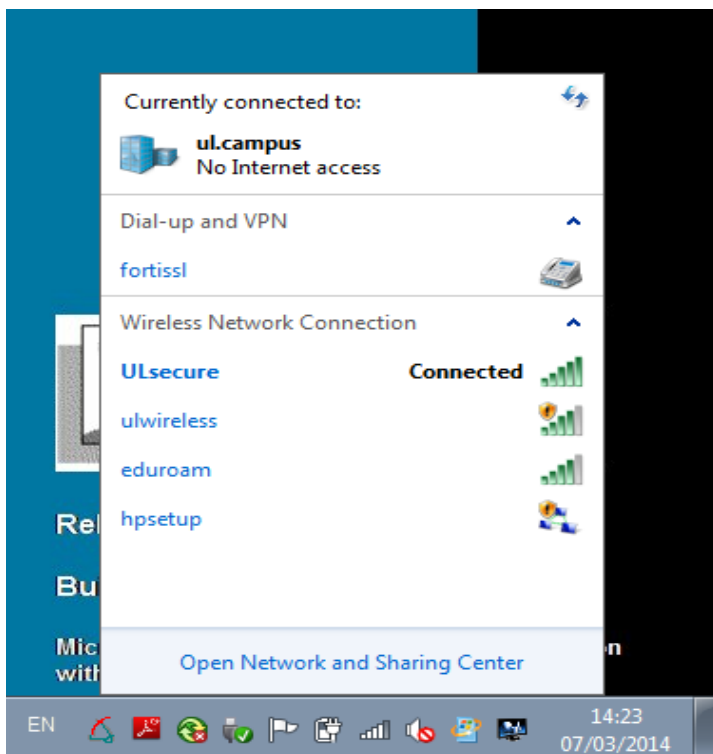 Currently connected to:
ul.campus
No Internet access
Dial-up and VPN
fortissl
Wireless Network Connection
ULsecure Connected
ulwireless
eduroam
hpsetup
Open Network and Sharing Center
EN 14:23
07/03/2014